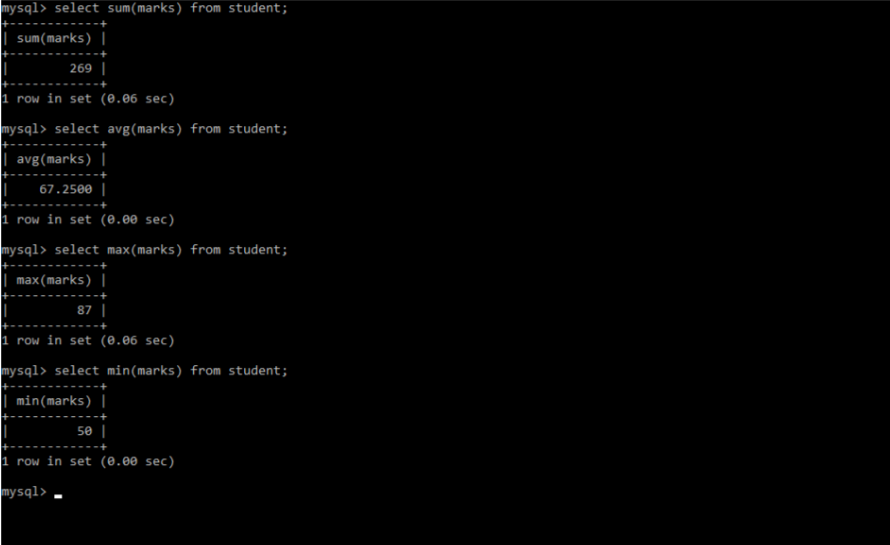 mysql> select sum(marks) from student;
+------------+
| sum(marks) |
+------------+
|        269 |
+------------+
1 row in set (0.06 sec)

mysql> select avg(marks) from student;
+------------+
| avg(marks) |
+------------+
|    67.2500 |
+------------+
1 row in set (0.00 sec)

mysql> select max(marks) from student;
+------------+
| max(marks) |
+------------+
|         87 |
+------------+
1 row in set (0.06 sec)

mysql> select min(marks) from student;
+------------+
| min(marks) |
+------------+
|         50 |
+------------+
1 row in set (0.00 sec)

mysql> _